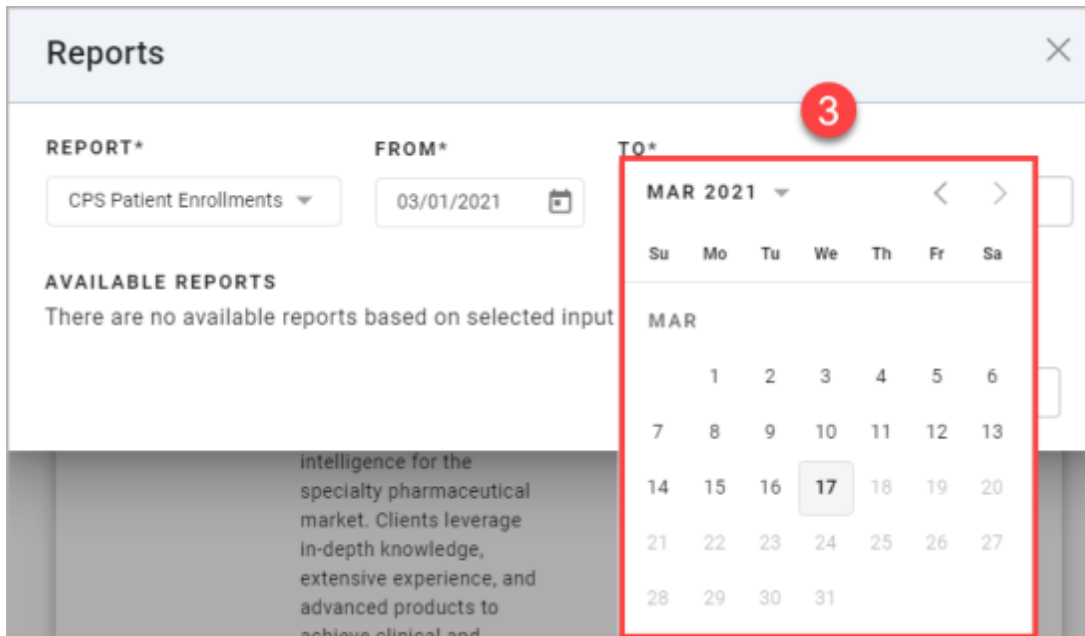 Reports
3
REPORT*
FROM*
TO*
CPS Patient Enrollments
03/01/2021
AVAILABLE REPORTS
There are no available reports based on selected input
MAR 2021
Su Mo Tu We Th Fr Sa
MAR
1 2 3 4 5 6
7 8 9 10 11 12 13
14 15 16 17 18 19 20
21 22 23 24 25 26 27
28 29 30 31
intelligence for the
specialty pharmaceutical
market. Clients leverage
in-depth knowledge,
extensive experience, and
advanced products to
achieve clinical and